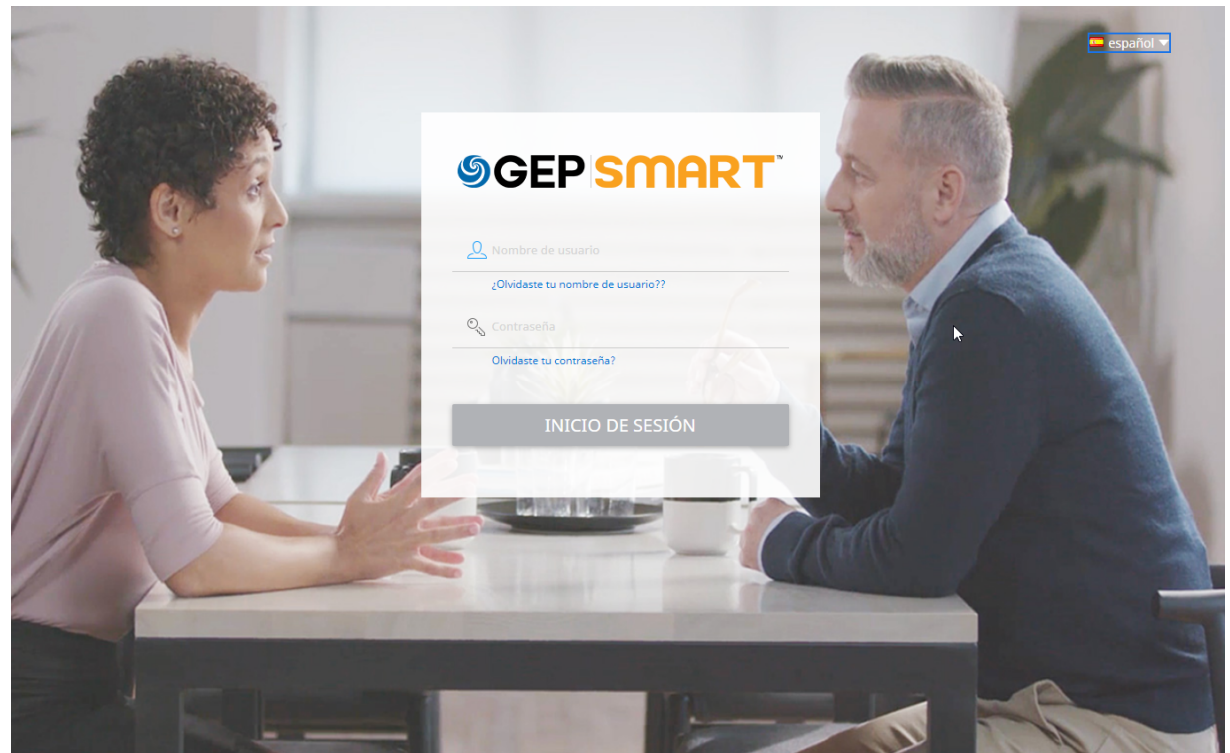 español
GEP SMART™
Nombre de usuario
¿Olvidaste tu nombre de usuario??
Contraseña
Olvidaste tu contraseña?
INICIO DE SESIÓN